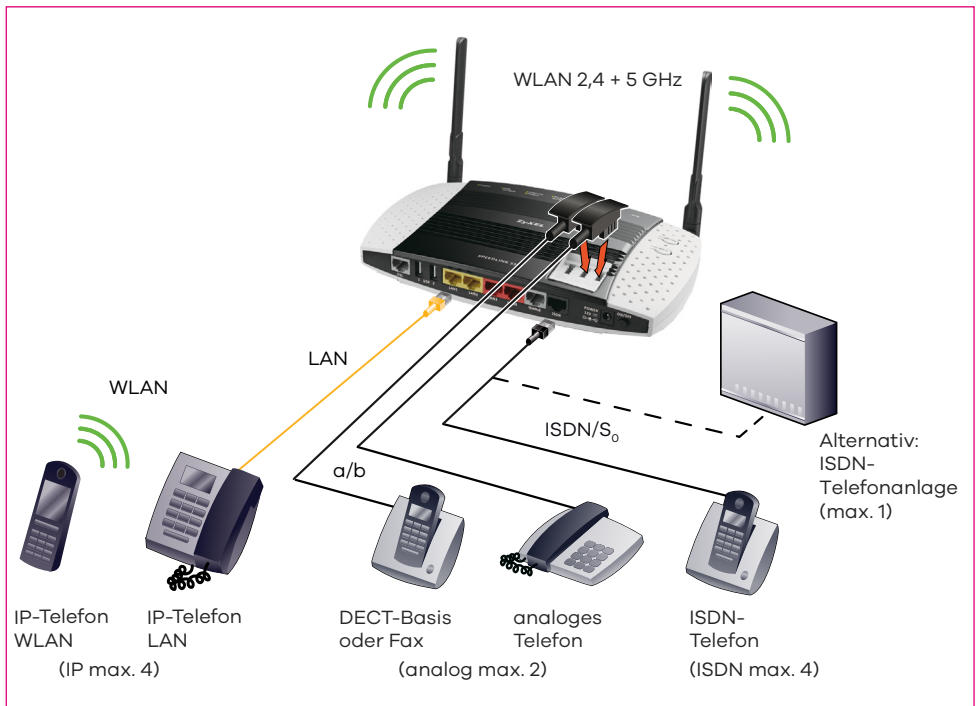 WLAN 2,4 + 5 GHz
ZyXEL
LAN
WLAN
ISDN/S₀
a/b
Alternativ:
ISDN-
Telefonanlage
(max. 1)
IP-Telefon
WLAN
IP-Telefon
LAN
(IP max. 4)
DECT-Basis
oder Fax
analoges
Telefon
(analog max. 2)
ISDN-
Telefon
(ISDN max. 4)